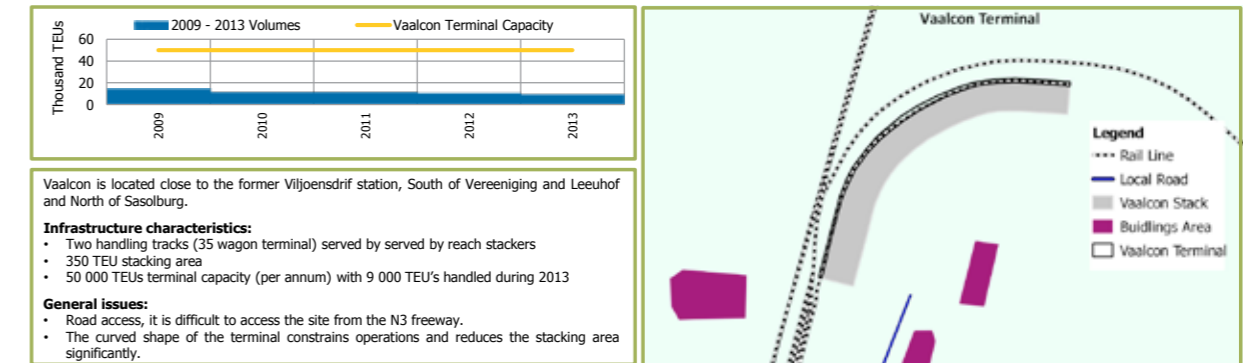 2009 - 2013 Volumes
Vaalcon Terminal Capacity
Thousand TEUs
60
40
20
0
2009
2010
2011
2012
2013
Vaalcon is located close to the former Viljoensdrif station, South of Vereeniging and Leeuhof
and North of Sasolburg.
Infrastructure characteristics:
• Two handling tracks (35 wagon terminal) served by served by reach stackers
• 350 TEU stacking area
• 50 000 TEUs terminal capacity (per annum) with 9 000 TEU's handled during 2013
General issues:
• Road access, it is difficult to access the site from the N3 freeway.
• The curved shape of the terminal constrains operations and reduces the stacking area
significantly.
Vaalcon Terminal
Legend
Rail Line
Local Road
Vaalcon Stack
Buidlings Area
Vaalcon Terminal